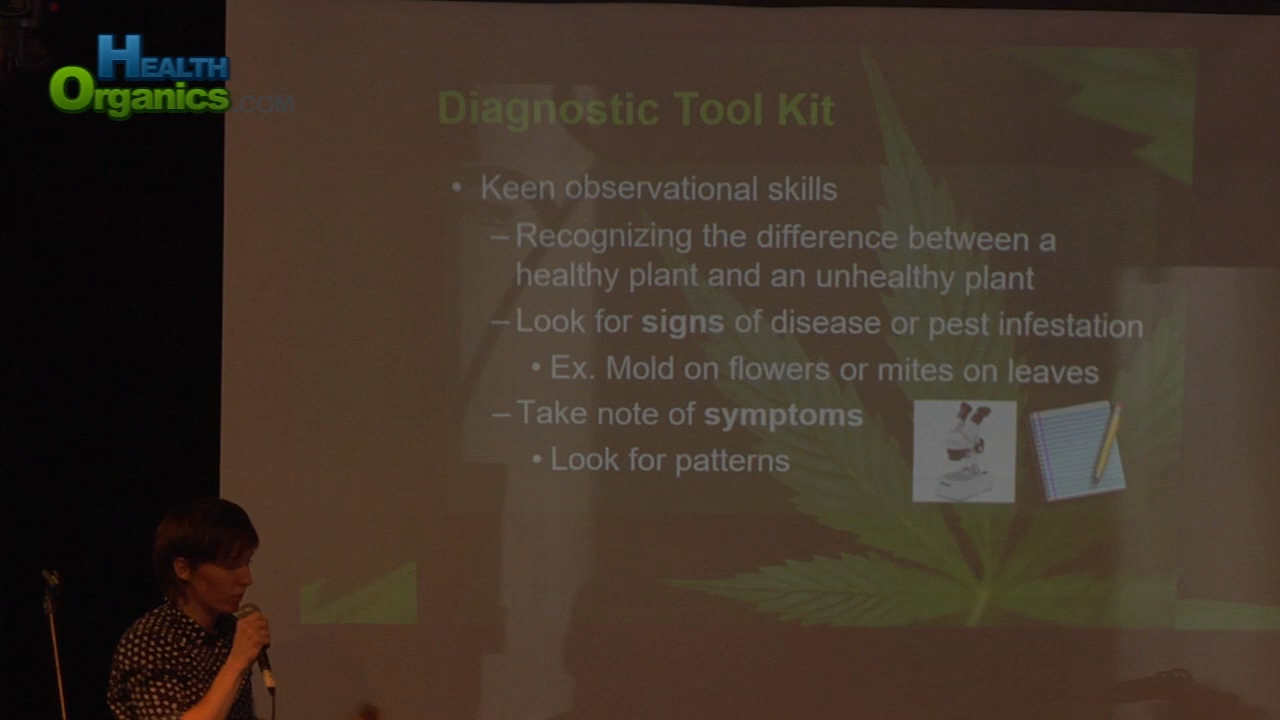 HEALTH
Organics.COM
Diagnostic Tool Kit
• Keen observational skills
– Recognizing the difference between a
healthy plant and an unhealthy plant
– Look for signs of disease or pest infestation
• Ex. Mold on flowers or mites on leaves
– Take note of symptoms
• Look for patterns